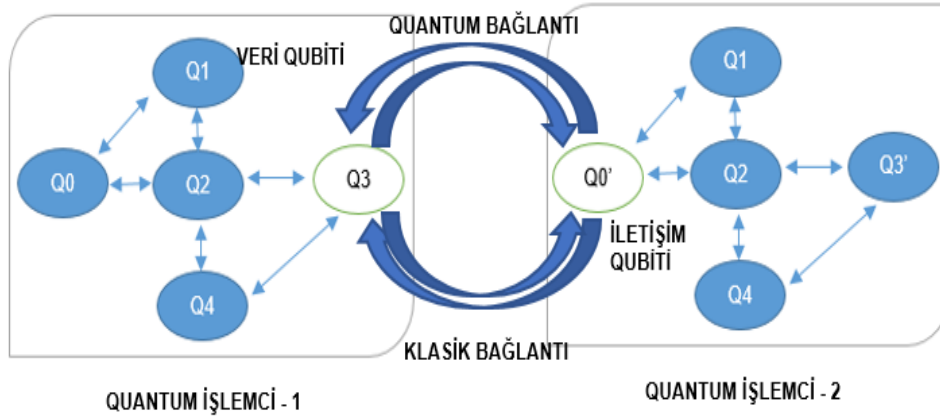 QUANTUM BAĞLANTI
VERİ QUBİTİ
Q1
Q0
Q2
Q3
Q4
Q1
Q0'
Q2
Q3'
Q4
İLETİŞİM
QUBİTİ
KLASİK BAĞLANTI
QUANTUM İŞLEMCİ - 1
QUANTUM İŞLEMCİ - 2